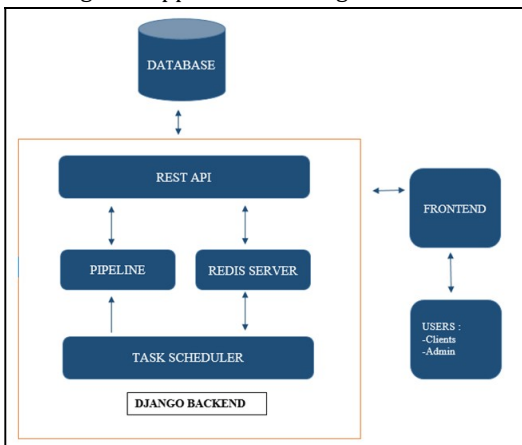 DATABASE
REST API
FRONTEND
PIPELINE
REDIS SERVER
USERS :
-Clients
-Admin
TASK SCHEDULER
DJANGO BACKEND